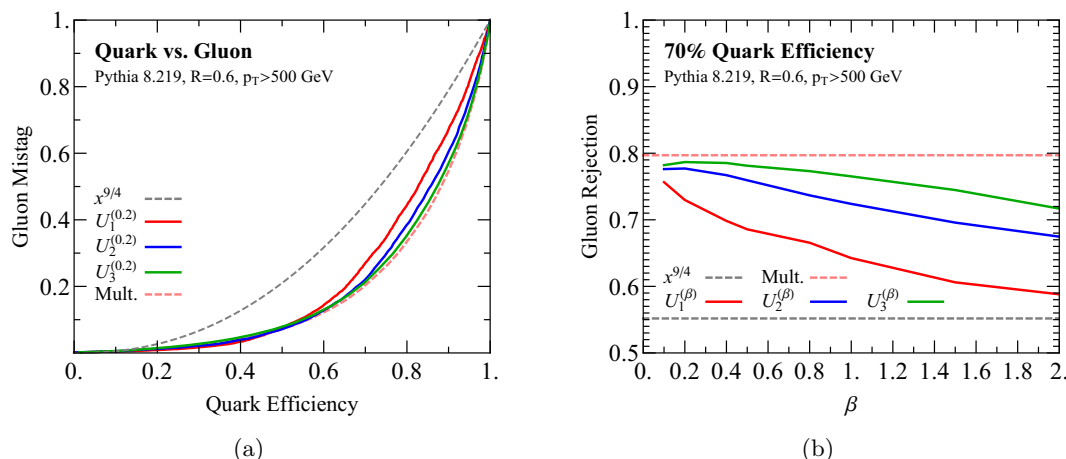 Quark vs. Gluon
Pythia 8.219, R=0.6, p_T>500 GeV
Gluon Mistag
1.
0.8
0.6
0.4
0.2
x^{9/4}
U_1^{(0.2)}
U_2^{(0.2)}
U_3^{(0.2)}
Mult.
0. 0.2 0.4 0.6 0.8 1.
Quark Efficiency
(a)
70% Quark Efficiency
Pythia 8.219, R=0.6, p_T>500 GeV
Gluon Rejection
1.
0.9
0.8
0.7
0.6
0.5
x^{9/4} Mult.
U_1^{(β)} U_2^{(β)} U_3^{(β)}
0. 0.2 0.4 0.6 0.8 1.0 1.2 1.4 1.6 1.8 2.
β
(b)